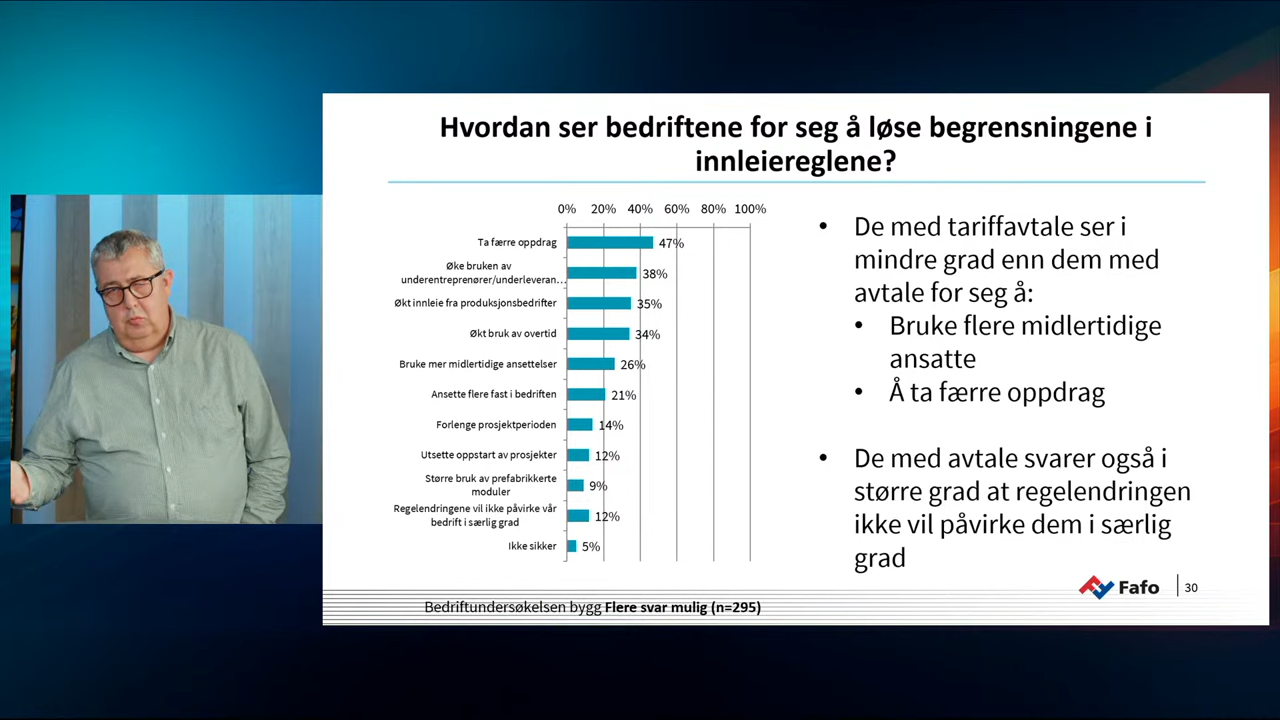 Hvordan ser bedriftene for seg å løse begrensningene i
innleiereglene?
0% 20% 40% 60% 80% 100%
Ta færre oppdrag 47%
Øke bruken av
underentreprenører/underleveran… 38%
Økt innleie fra produksjonsbedrifter 35%
Økt bruk av overtid 34%
Bruke mer midlertidige ansettelser 26%
Ansette flere fast i bedriften 21%
Forlenge prosjektperioden 14%
Utsette oppstart av prosjekter 12%
Større bruk av prefabrikkerte
moduler 9%
Regelendringene vil ikke påvirke vår
bedrift i særlig grad 12%
Ikke sikker 5%
• De med tariffavtale ser i
mindre grad enn dem med
avtale for seg å:
• Bruke flere midlertidige
ansatte
• Å ta færre oppdrag
• De med avtale svarer også i
større grad at regelendringen
ikke vil påvirke dem i særlig
grad
Bedriftundersøkelsen bygg Flere svar mulig (n=295)
Fafo 30